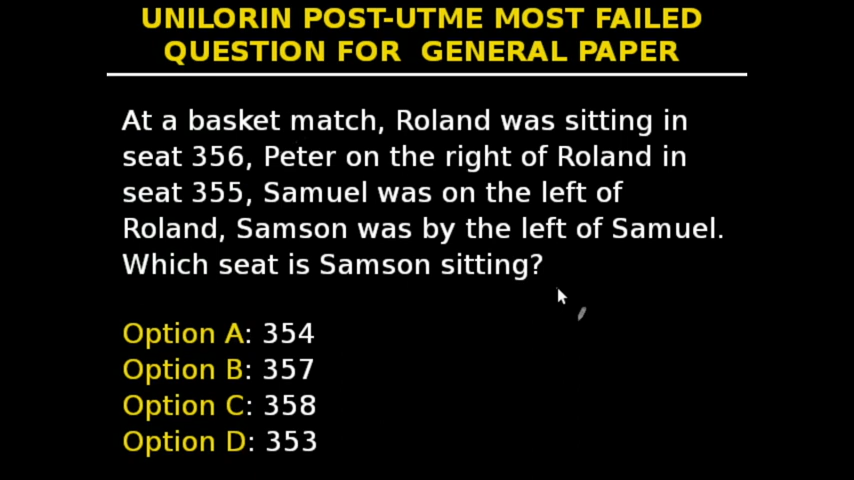 UNILORIN POST-UTME MOST FAILED
QUESTION FOR GENERAL PAPER
At a basket match, Roland was sitting in
seat 356, Peter on the right of Roland in
seat 355, Samuel was on the left of
Roland, Samson was by the left of Samuel.
Which seat is Samson sitting?
Option A: 354
Option B: 357
Option C: 358
Option D: 353